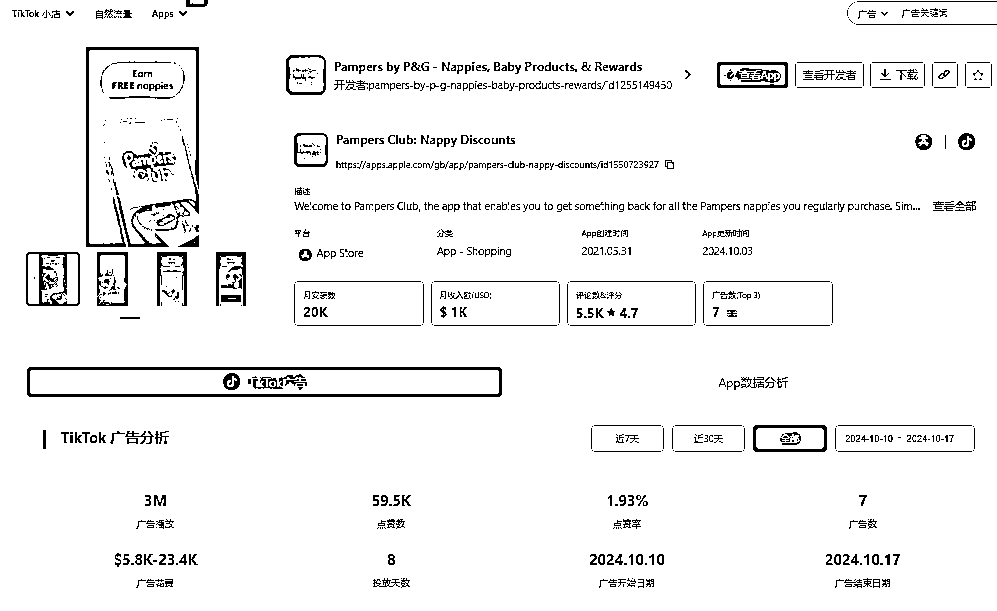 TikTok 小店 自然流量 Apps 广告 广告关键词
Earn
FREE nappies
Pampers
Club
Pampers by P&G - Nappies, Baby Products, & Rewards
开发者:pampers-by-p-g-nappies-baby-products-rewards/id1255149450
查看App 查看开发者 下载
Pampers Club: Nappy Discounts
https://apps.apple.com/gb/app/pampers-club-nappy-discounts/id1550723927
描述
Welcome to Pampers Club, the app that enables you to get something back for all the Pampers nappies you regularly purchase. Sim... 查看全部
平台 分类 App创建时间 App更新时间
App Store App - Shopping 2021.05.31 2024.10.03
月安装数 月收入额(USD) 评论数&评分 广告数(Top 3)
20K $ 1K 5.5K ★ 4.7 7
TikTok广告 App数据分析
TikTok 广告分析 近7天 近30天 全部 2024-10-10 - 2024-10-17
3M 59.5K 1.93% 7
广告播放 点赞数 点赞率 广告数
$5.8K-23.4K 8 2024.10.10 2024.10.17
广告花费 投放天数 广告开始日期 广告结束日期